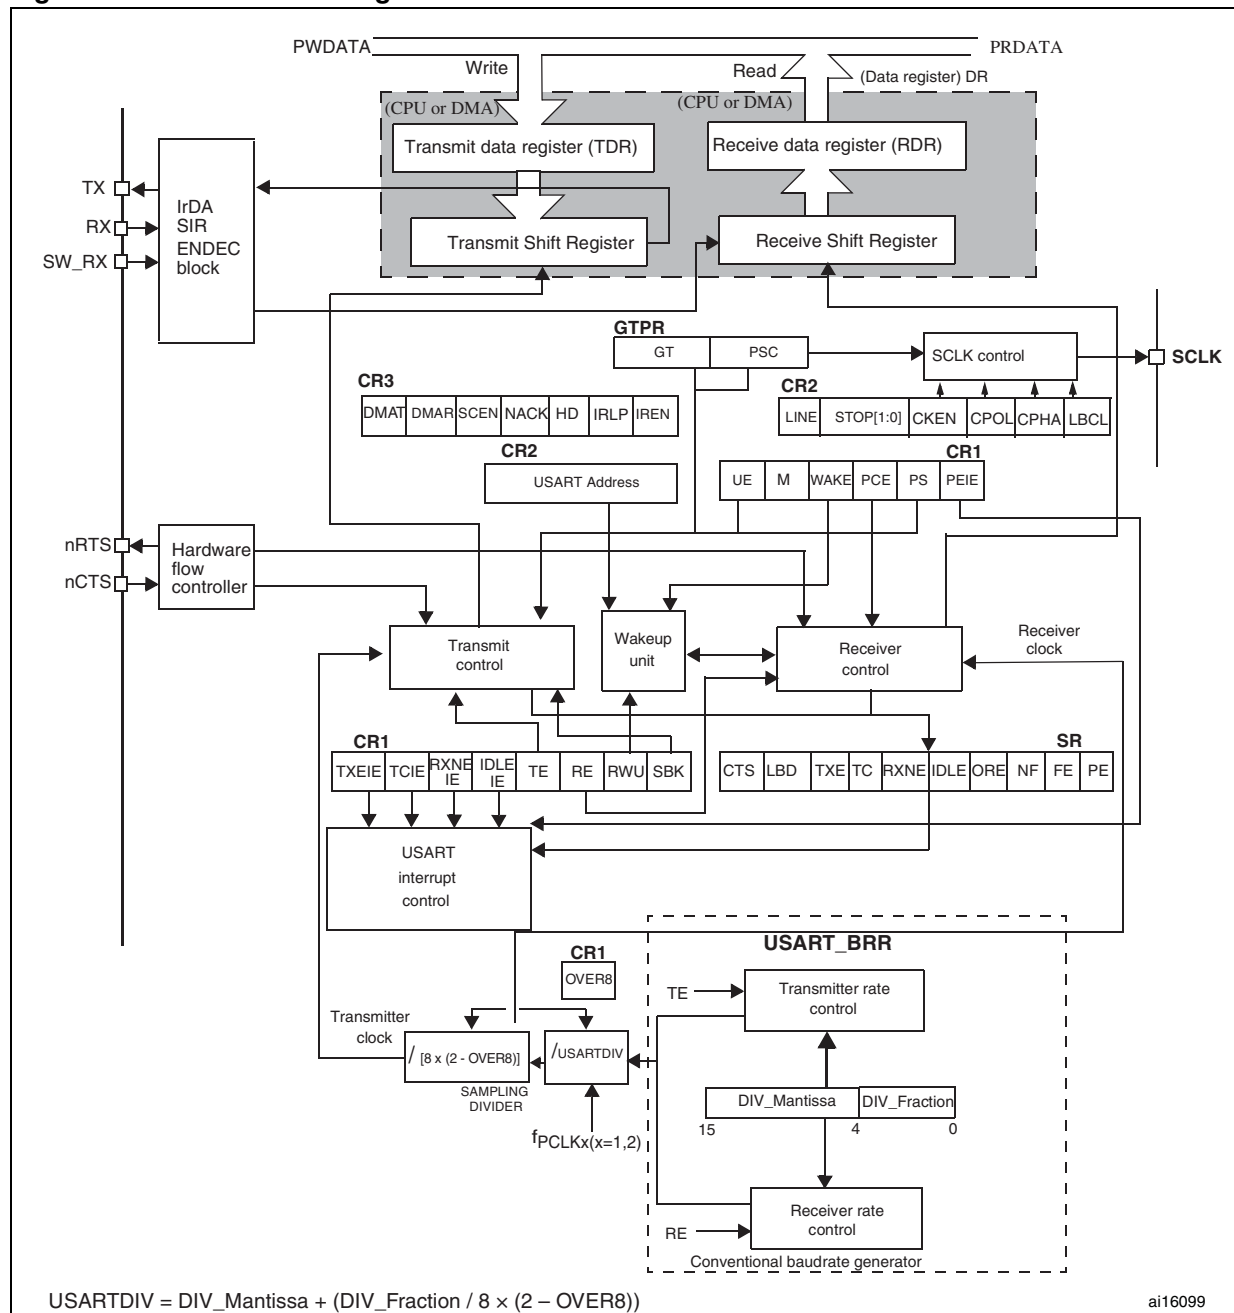 PWDATA
PRDATA
Write
Read
(Data register) DR
(CPU or DMA)
(CPU or DMA)
Transmit data register (TDR)
Receive data register (RDR)
TX
RX
SW_RX
IrDA
SIR
ENDEC
block
Transmit Shift Register
Receive Shift Register
GTPR
GT
PSC
SCLK control
SCLK
CR3
DMAT
DMAR
SCEN
NACK
HD
IRLP
IREN
CR2
LINE
STOP[1:0]
CKEN
CPOL
CPHA
LBCL
CR2
USART Address
CR1
UE
M
WAKE
PCE
PS
PEIE
nRTS
nCTS
Hardware
flow
controller
Transmit
control
Wakeup
unit
Receiver
control
Receiver
clock
CR1
TXEIE
TCIE
RXNE
IE
IDLE
IE
TE
RE
RWU
SBK
SR
CTS
LBD
TXE
TC
RXNE
IDLE
ORE
NF
FE
PE
USART
interrupt
control
CR1
OVER8
USART_BRR
TE
Transmitter rate
control
Transmitter
clock
/ [8 x (2 - OVER8)]
/USARTDIV
SAMPLING
DIVIDER
fPCLKx(x=1,2)
DIV_Mantissa
DIV_Fraction
15
4
0
Receiver rate
control
RE
Conventional baudrate generator
USARTDIV = DIV_Mantissa + (DIV_Fraction / 8 × (2 – OVER8))
ai16099